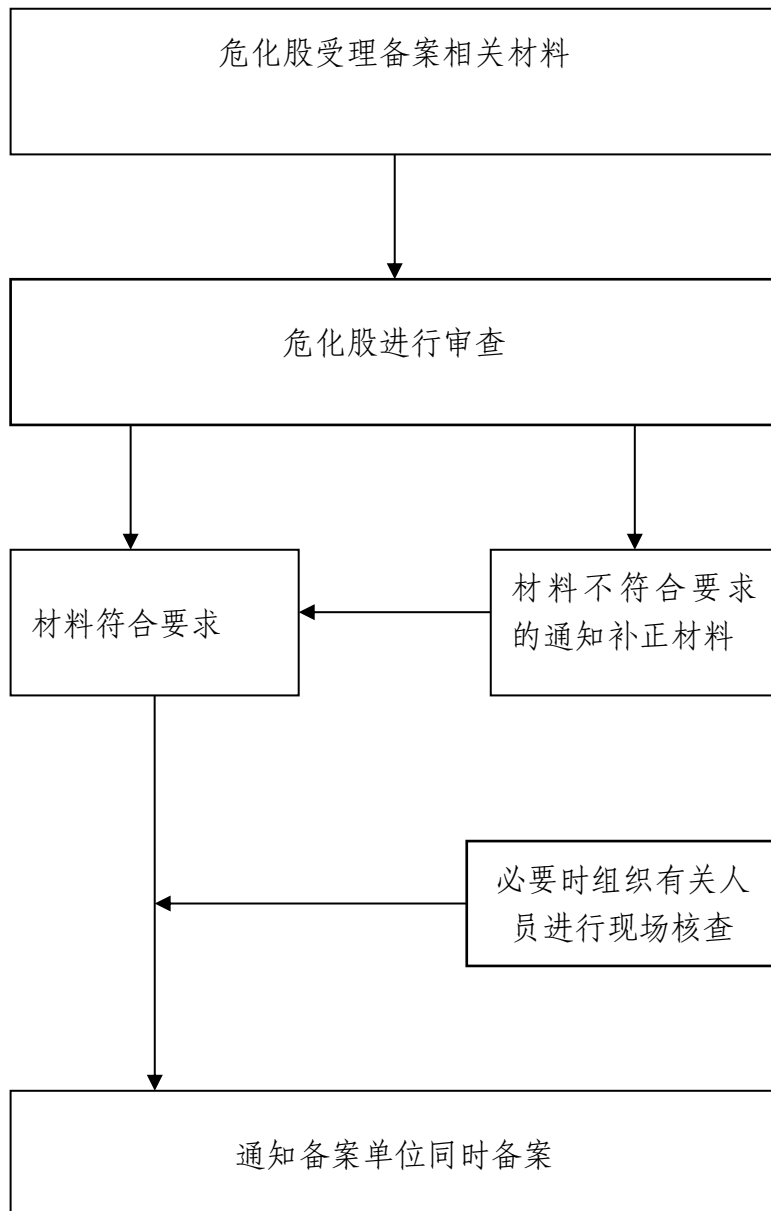 危化股受理备案相关材料
危化股进行审查
材料符合要求
材料不符合要求
的通知补正材料
必要时组织有关人
员进行现场核查
通知备案单位同时备案